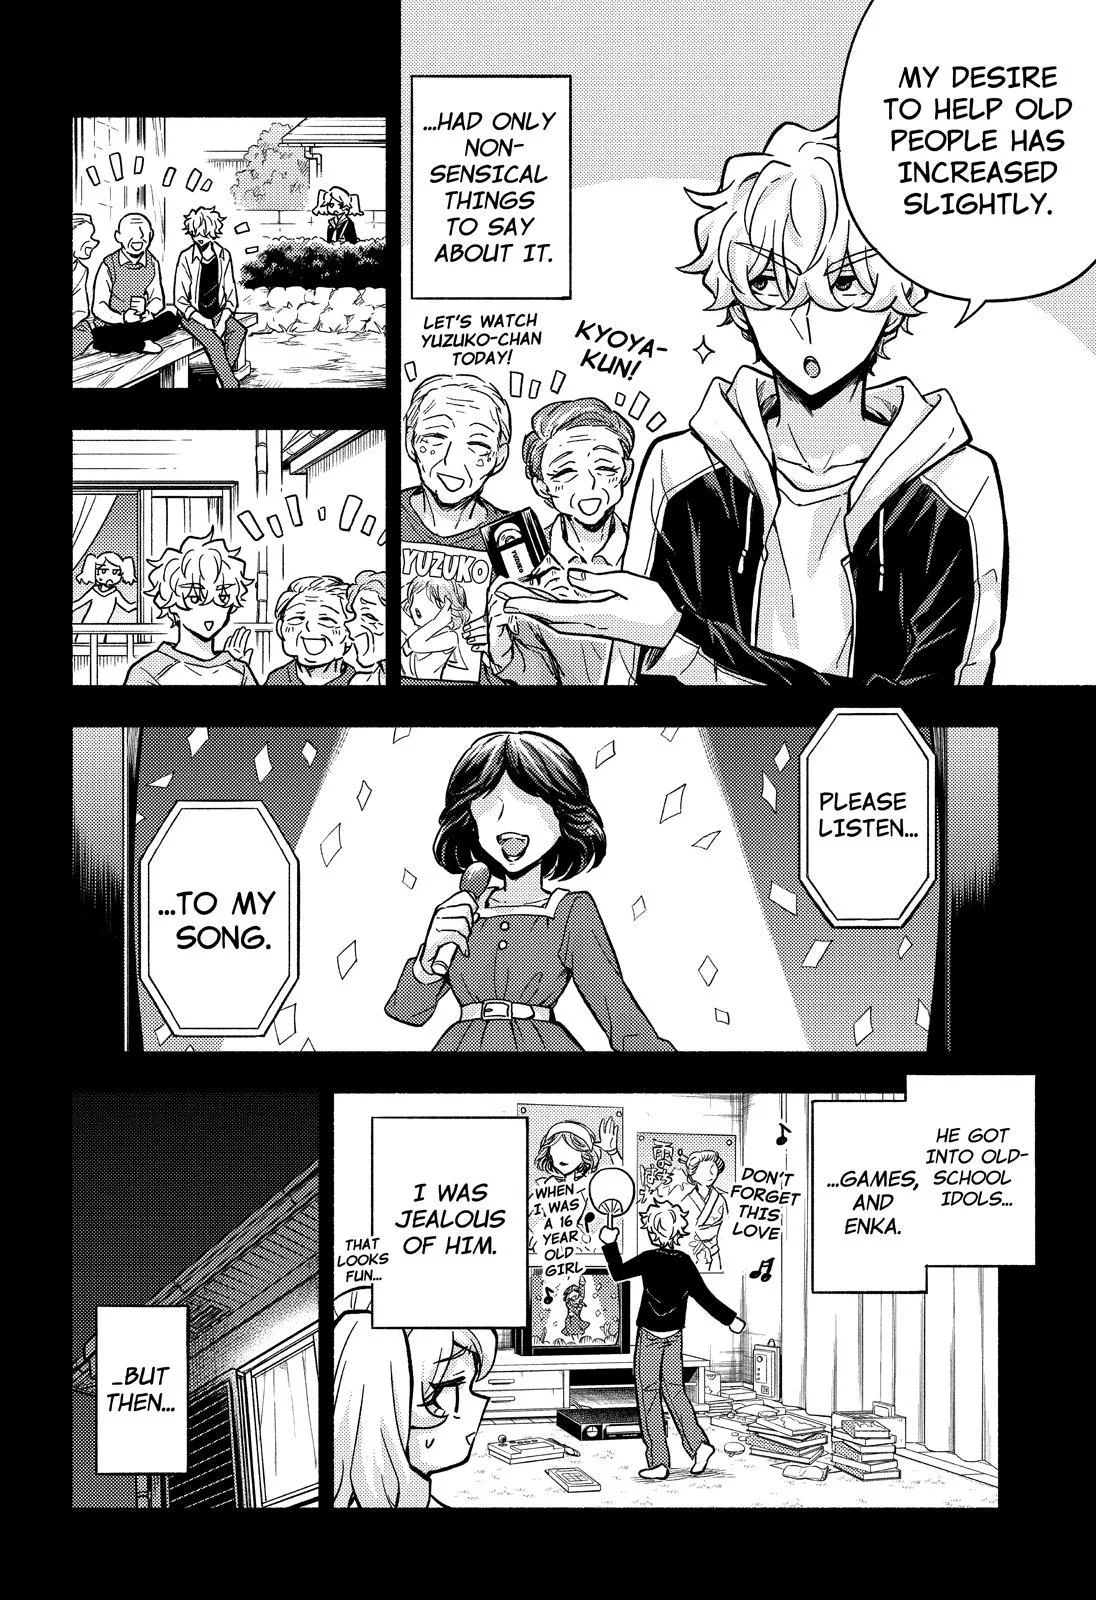 MY DESIRE
TO HELP OLD
PEOPLE HAS
INCREASED
SLIGHTLY.
...HAD ONLY
NON-
SENSICAL
THINGS
TO SAY
ABOUT IT.
KYOYA-
KUN!
LET'S WATCH
YUZUKO-CHAN
TODAY!
YUZUKO
YUZUKO
PLEASE
LISTEN...
...TO MY
SONG.
HE GOT
INTO OLD-
SCHOOL
IDOLS...
...GAMES,
AND
ENKA.
DON'T
FORGET
THIS
LOVE
WHEN
I WAS
A 16
YEAR
OLD
GIRL
I WAS
JEALOUS
OF HIM.
THAT
LOOKS
FUN...
...BUT
THEN...